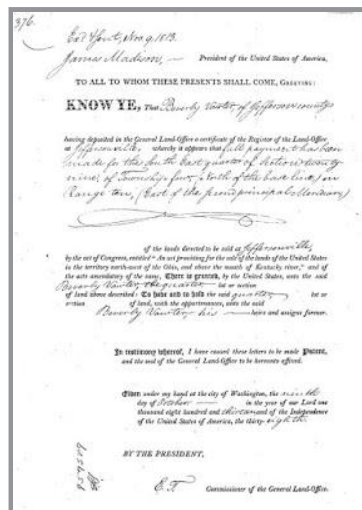 376.
Nov. 9. 1813.
James Madison, President of the United States of America,
TO ALL TO WHOM THESE PRESENTS SHALL COME, GREETING:
KNOW YE, That Beverly Vawter of Jefferson county
having deposited in the General Land-Office a certificate of the Register of the Land-Office
at Jeffersonville whereby it appears that full payment has been
made for the South East quarter of section twenty
nine, of Township four, (North of the base line) in
Range ten, (East of the second principal Meridian)
of the lands directed to be sold at Jeffersonville,
by the act of Congress, entitled "An act providing for the sale of the lands of the United States
in the territory north-west of the Ohio, and above the mouth of Kentucky river," and of
the acts amendatory of the same, There is granted, by the United States, unto the said
Beverly Vawter the quarter lot or section
of land above described: To have and to hold the said quarter lot or
section of land, with the appurtenances, unto the said
Beverly Vawter his heirs and assigns forever.
In testimony whereof, I have caused these letters to be made Patent,
and the seal of the General Land-Office to be hereunto affixed.
Given under my hand at the city of Washington, the ninth
day of October in the year of our Lord one
thousand eight hundred and thirteen and of the Independence
of the United States of America, the thirty-eighth
BY THE PRESIDENT,
Commissioner of the General Land-Office.